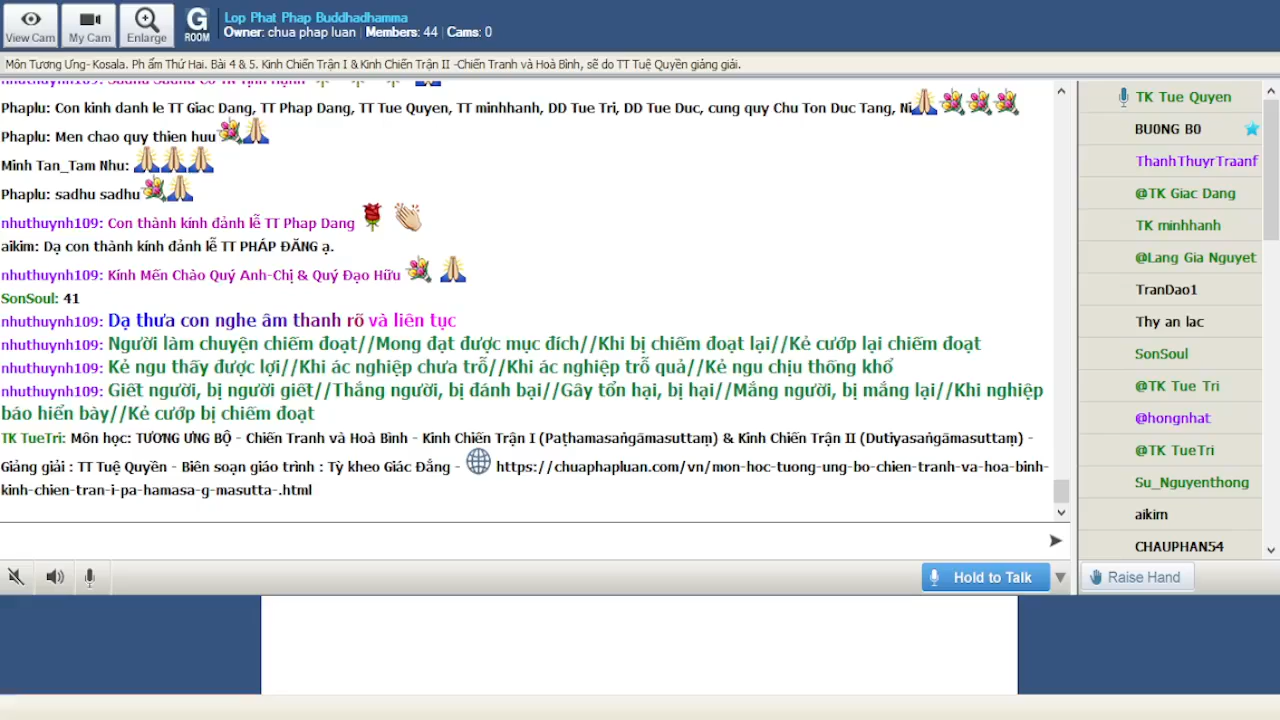 View Cam
My Cam
Enlarge
G
ROOM
Lop Phat Phap Buddhadhamma
Owner: chua phap luan | Members: 44 | Cams: 0
Môn Tương Ưng- Kosala. Ph ẩm Thứ Hai. Bài 4 & 5. Kinh Chiến Trận I & Kinh Chiến Trận II -Chiến Tranh và Hoà Bình, sẽ do TT Tuệ Quyền giảng giải.
Phaplu: Con kinh danh le TT Giac Dang, TT Phap Dang, TT Tue Quyen, TT minhhanh, DD Tue Tri, DD Tue Duc, cung quy Chu Ton Duc Tang, Ni
Phaplu: Men chao quy thien huu
Minh Tan_Tam Nhu:
Phaplu: sadhu sadhu
nhuthuynh109: Con thành kính đảnh lễ TT Phap Dang
aikim: Dạ con thành kính đảnh lễ TT PHÁP ĐĂNG ạ.
nhuthuynh109: Kính Mến Chào Quý Anh-Chị & Quý Đạo Hữu
SonSoul: 41
nhuthuynh109: Dạ thưa con nghe âm thanh rõ và liên tục
nhuthuynh109: Người làm chuyện chiếm đoạt//Mong đạt được mục đích//Khi bị chiếm đoạt lại//Kẻ cướp lại chiếm đoạt
nhuthuynh109: Kẻ ngu thấy được lợi//Khi ác nghiệp chưa trỗ//Khi ác nghiệp trỗ quả//Kẻ ngu chịu thống khổ
nhuthuynh109: Giết người, bị người giết//Thắng người, bị đánh bại//Gây tổn hại, bị hại//Mắng người, bị mắng lại//Khi nghiệp
báo hiển bày//Kẻ cướp bị chiếm đoạt
TK TueTri: Môn học: TƯƠNG ƯNG BỘ - Chiến Tranh và Hoà Bình - Kinh Chiến Trận I (Paṭhamasaṅgāmasuttaṃ) & Kinh Chiến Trận II (Dutiyasaṅgāmasuttaṃ) -
Giảng giải : TT Tuệ Quyền - Biên soạn giáo trình : Tỳ kheo Giác Đẳng - https://chuaphapluan.com/vn/mon-hoc-tuong-ung-bo-chien-tranh-va-hoa-binh-
kinh-chien-tran-i-pa-hamasa-g-masutta-.html
Hold to Talk
TK Tue Quyen
BU0NG B0
ThanhThuyrTraanf
@TK Giac Dang
TK minhhanh
@Lang Gia Nguyet
TranDao1
Thy an lac
SonSoul
@TK Tue Tri
@hongnhat
@TK TueTri
Su_Nguyenthong
aikim
CHAUPHAN54
Raise Hand